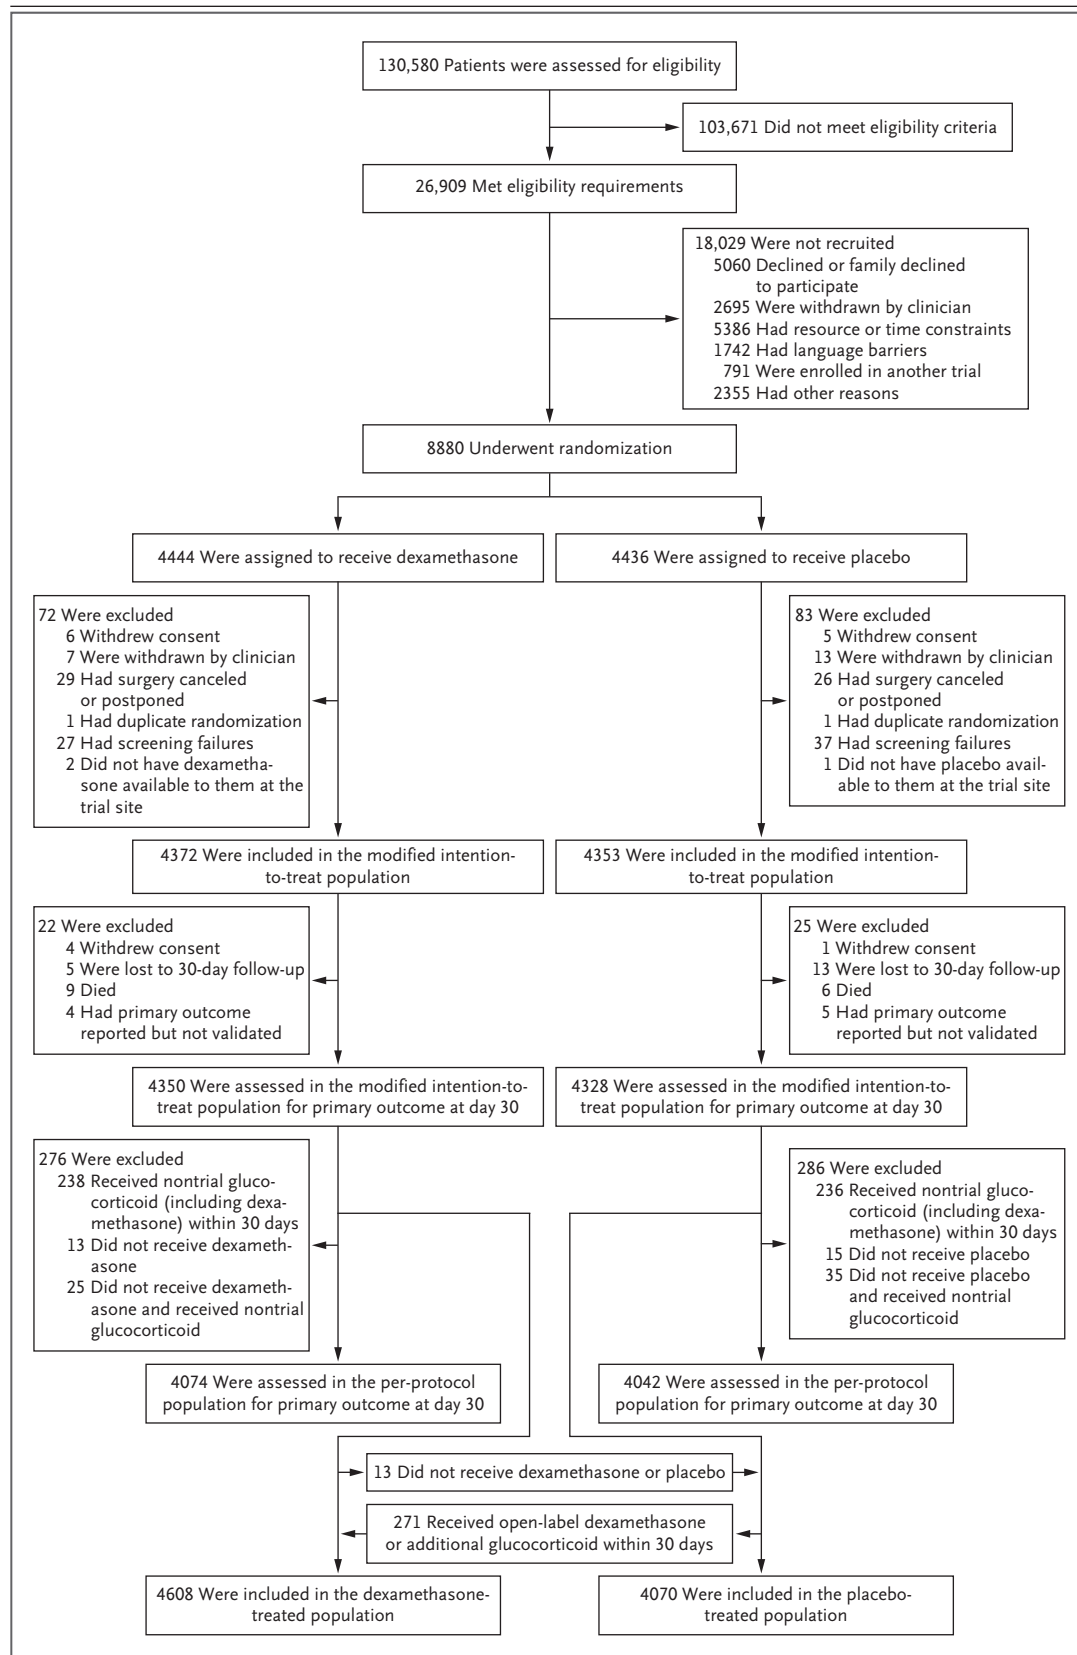 130,580 Patients were assessed for eligibility
103,671 Did not meet eligibility criteria
26,909 Met eligibility requirements
18,029 Were not recruited
5060 Declined or family declined
to participate
2695 Were withdrawn by clinician
5386 Had resource or time constraints
1742 Had language barriers
791 Were enrolled in another trial
2355 Had other reasons
8880 Underwent randomization
4444 Were assigned to receive dexamethasone
4436 Were assigned to receive placebo
72 Were excluded
6 Withdrew consent
7 Were withdrawn by clinician
29 Had surgery canceled
or postponed
1 Had duplicate randomization
27 Had screening failures
2 Did not have dexametha-
sone available to them at the
trial site
83 Were excluded
5 Withdrew consent
13 Were withdrawn by clinician
26 Had surgery canceled
or postponed
1 Had duplicate randomization
37 Had screening failures
1 Did not have placebo avail-
able to them at the trial site
4372 Were included in the modified intention-
to-treat population
4353 Were included in the modified intention-
to-treat population
22 Were excluded
4 Withdrew consent
5 Were lost to 30-day follow-up
9 Died
4 Had primary outcome
reported but not validated
25 Were excluded
1 Withdrew consent
13 Were lost to 30-day follow-up
6 Died
5 Had primary outcome
reported but not validated
4350 Were assessed in the modified intention-to-
treat population for primary outcome at day 30
4328 Were assessed in the modified intention-to-
treat population for primary outcome at day 30
276 Were excluded
238 Received nontrial gluco-
corticoid (including dexa-
methasone) within 30 days
13 Did not receive dexameth-
asone
25 Did not receive dexameth-
asone and received nontrial
glucocorticoid
286 Were excluded
236 Received nontrial gluco-
corticoid (including dexa-
methasone) within 30 days
15 Did not receive placebo
35 Did not receive placebo
and received nontrial
glucocorticoid
4074 Were assessed in the per-protocol
population for primary outcome at day 30
4042 Were assessed in the per-protocol
population for primary outcome at day 30
13 Did not receive dexamethasone or placebo
271 Received open-label dexamethasone
or additional glucocorticoid within 30 days
4608 Were included in the dexamethasone-
treated population
4070 Were included in the placebo-
treated population